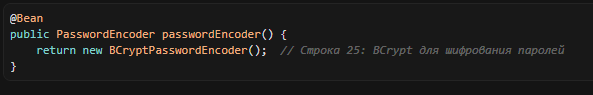 @Bean
public PasswordEncoder passwordEncoder() {
    return new BCryptPasswordEncoder();  // Строка 25: BCrypt для шифрования паролей
}